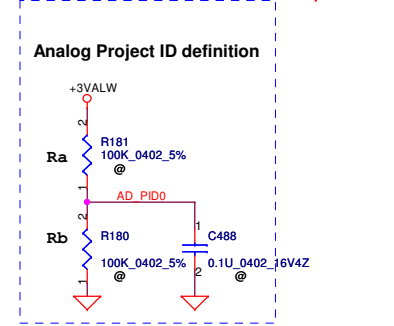 Analog Project ID definition
+3VALW
2
R181
Ra
100K_0402_5%
@
1
AD_PID0
2
1
Rb
R180
C488
100K_0402_5%
0.1U_0402_16V4Z
2
@
@
1